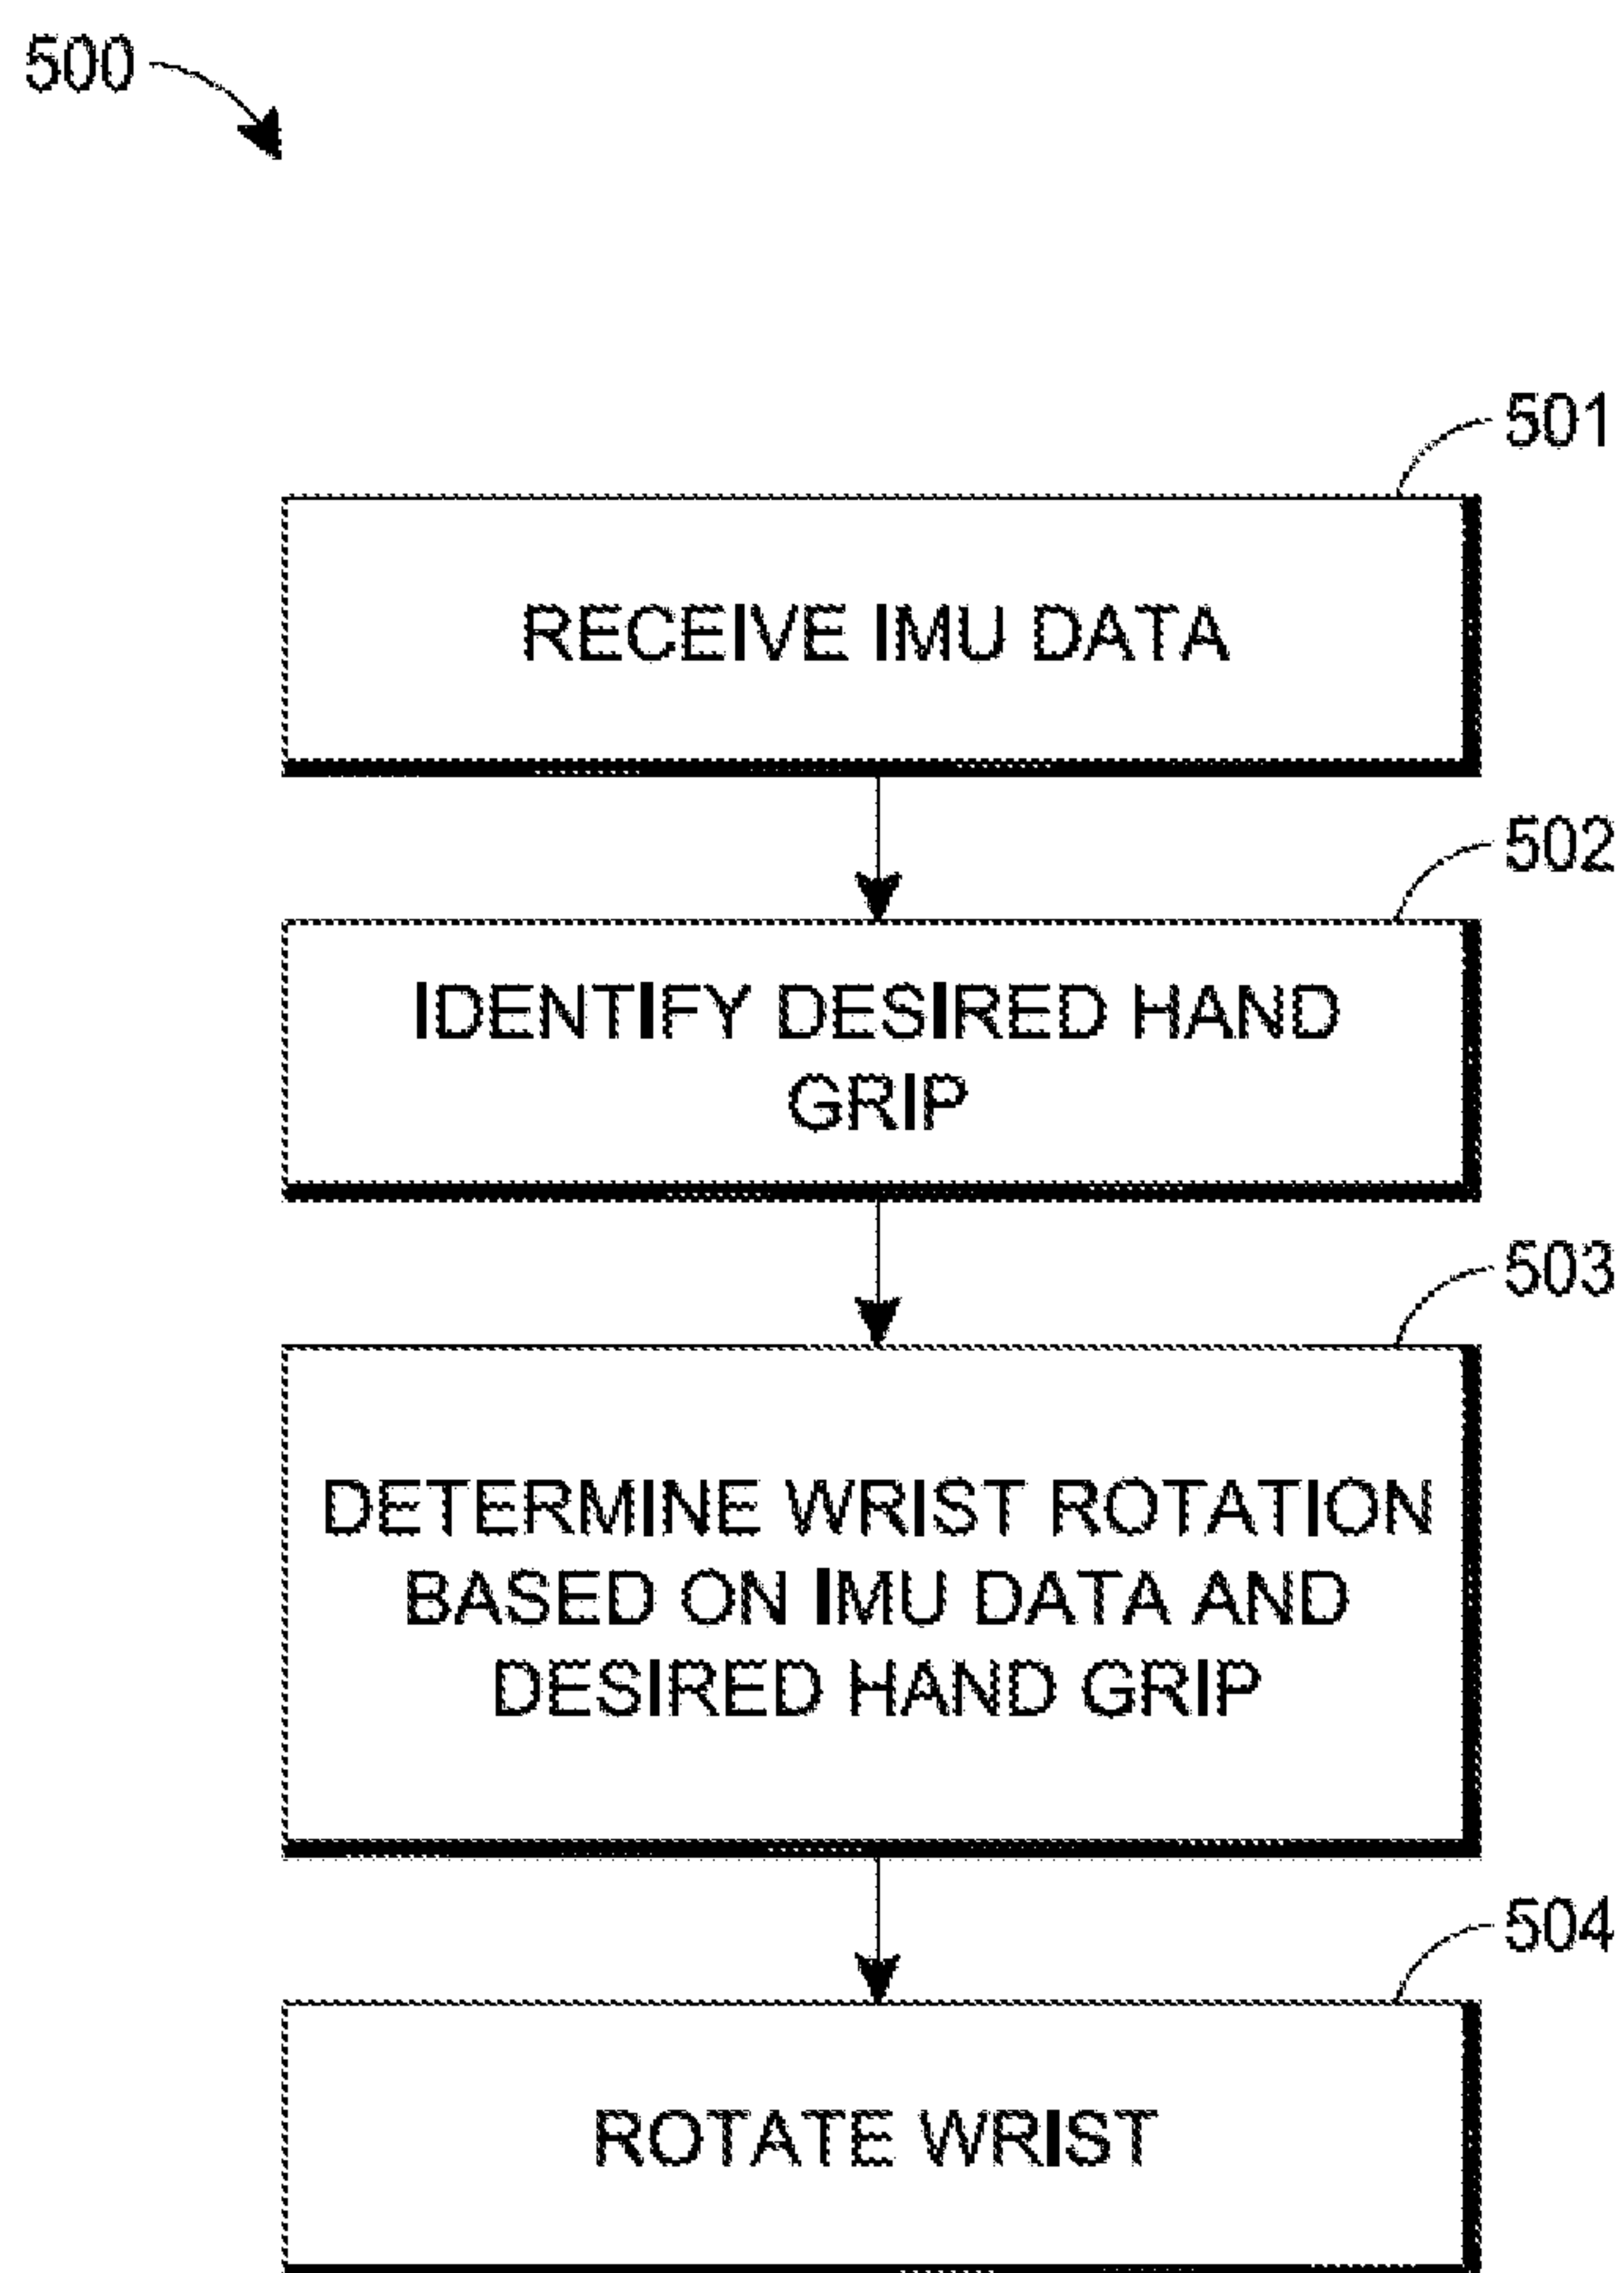 500
501
RECEIVE IMU DATA
502
IDENTIFY DESIRED HAND
GRIP
503
DETERMINE WRIST ROTATION
BASED ON IMU DATA AND
DESIRED HAND GRIP
504
ROTATE WRIST